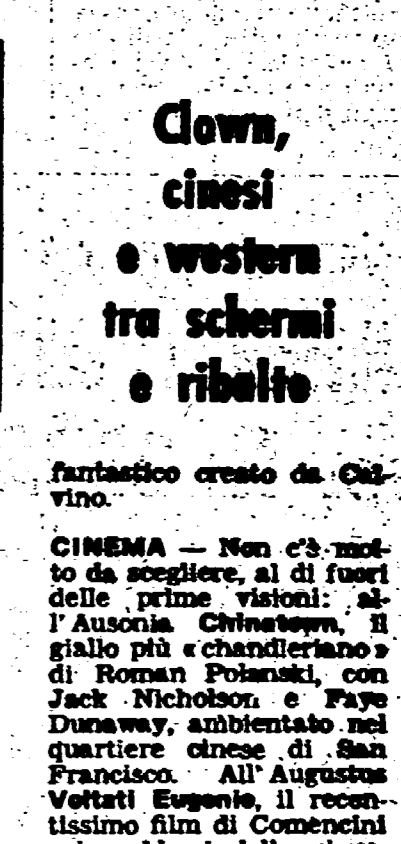 Clown,
cinesi
e western
tra schermi
e ribalte
fantastico creato da Cal-
vino.
CINEMA — Non c'è mol-
to da scegliere, al di fuori
delle prime visioni: al-
l'Ausonia Chinatown, il
giallo più «chandleriano»
di Roman Polanski, con
Jack Nicholson e Faye
Dunaway, ambientato nel
quartiere cinese di San
Francisco. All'Augustus
Voltati Eugenio, il recen-
tissimo film di Comencini